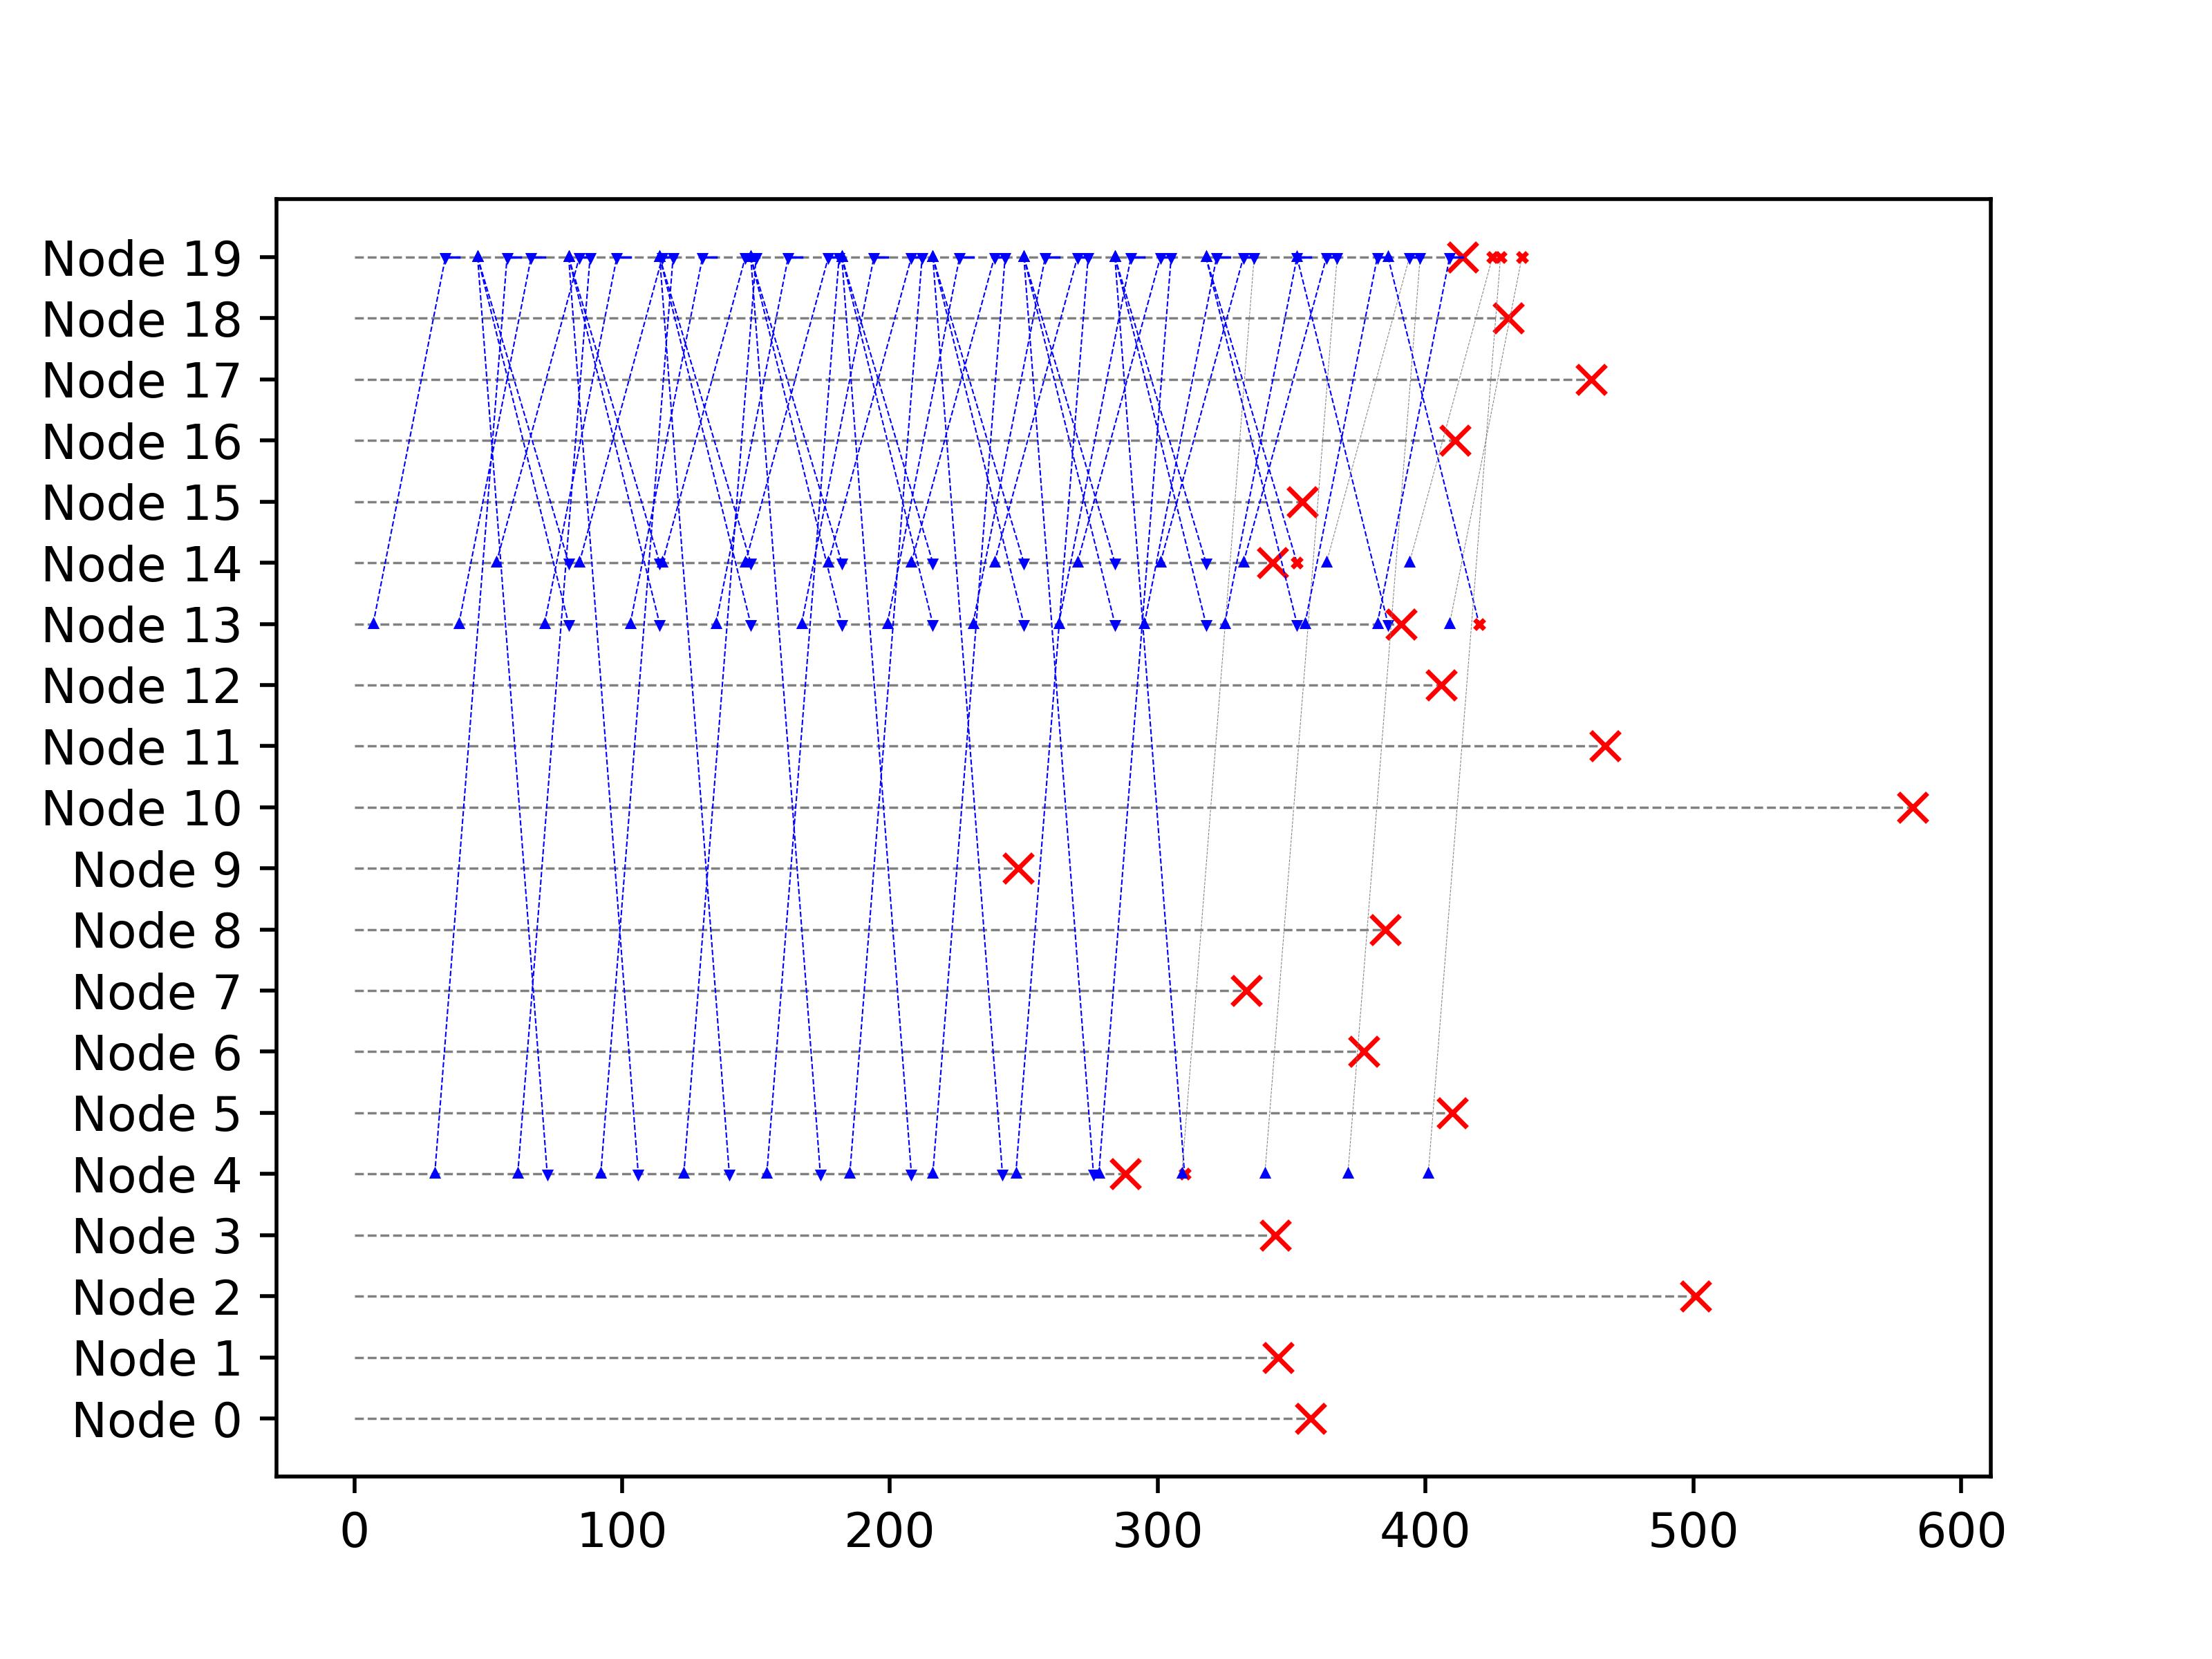 Node 19
Node 18
Node 17
Node 16
Node 15
Node 14
Node 13
Node 12
Node 11
Node 10
Node 9
Node 8
Node 7
Node 6
Node 5
Node 4
Node 3
Node 2
Node 1
Node 0
0 100 200 300 400 500 600